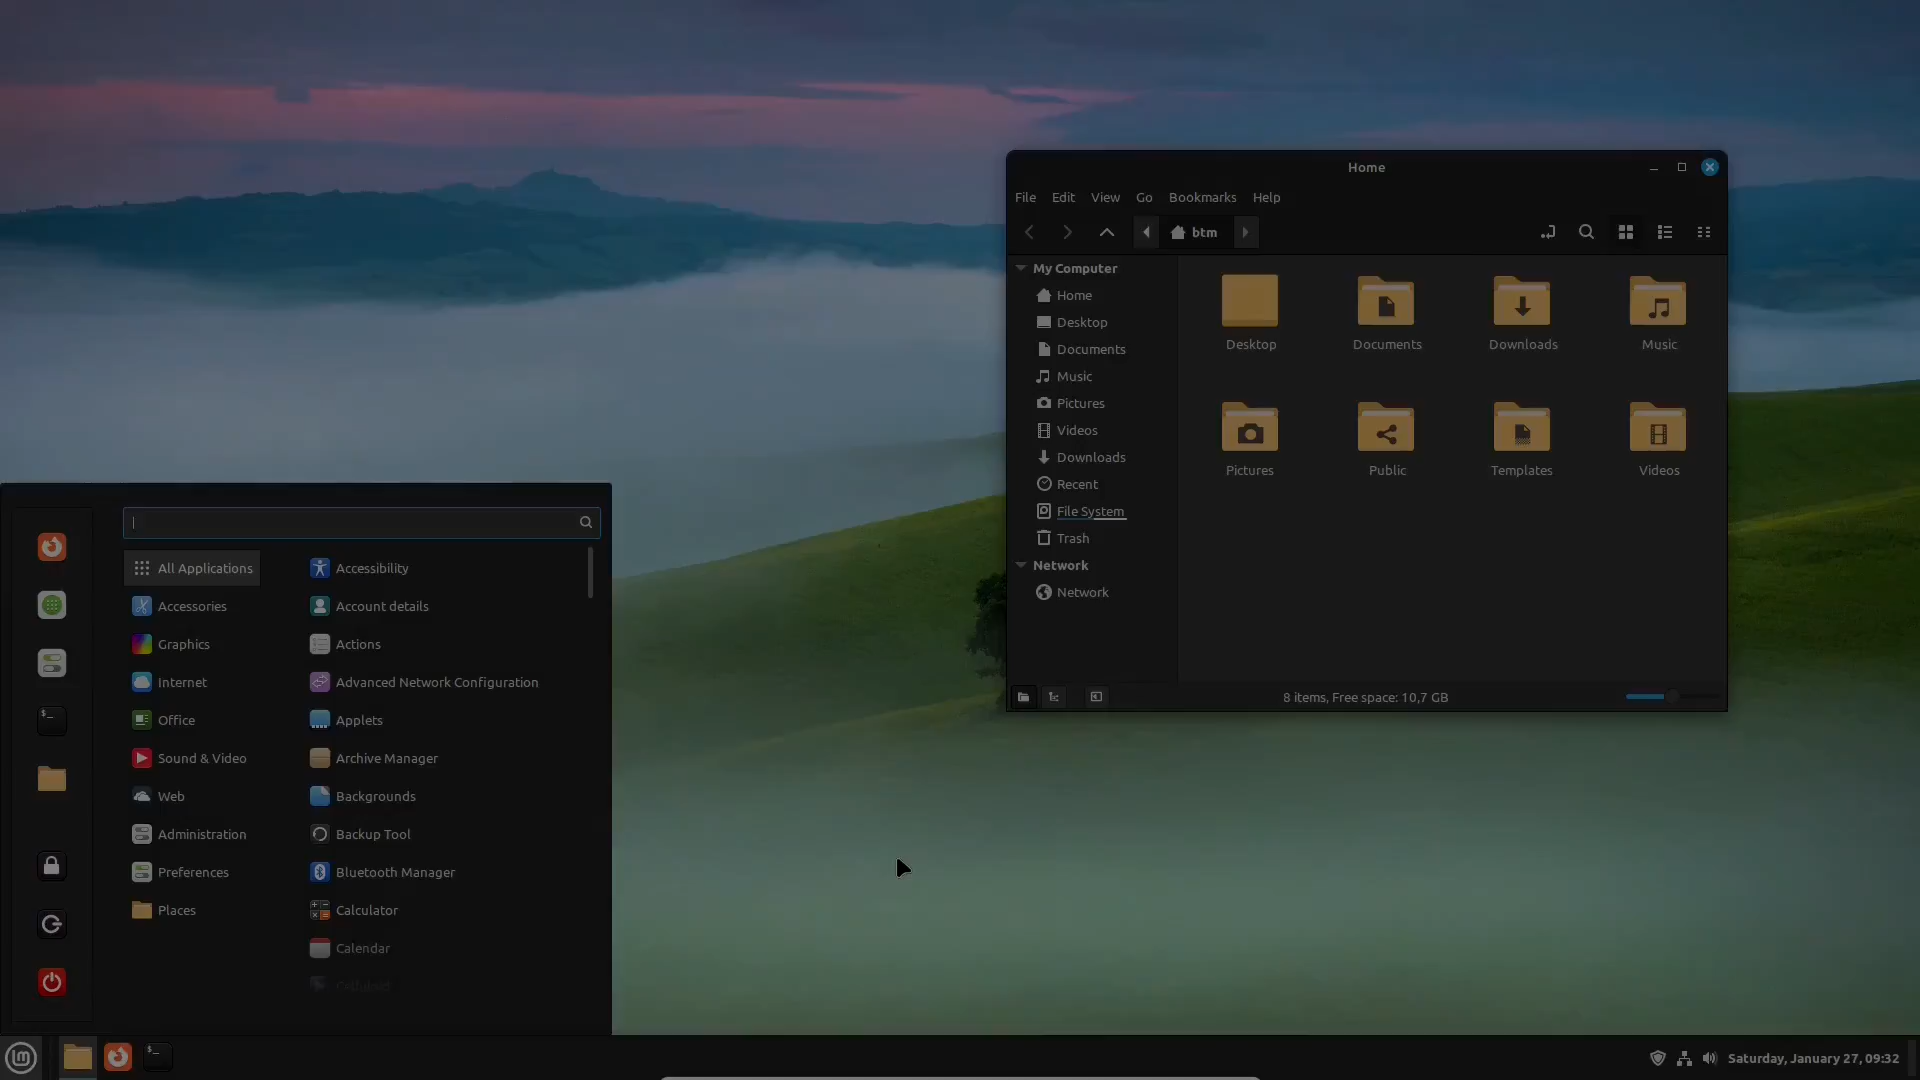 Home
File Edit View Go Bookmarks Help
btm
My Computer
Home
Desktop
Documents
Music
Pictures
Videos
Downloads
Recent
File System
Trash
Network
Network
Desktop Documents Downloads Music
Pictures Public Templates Videos
8 items, Free space: 10,7 GB
All Applications
Accessories
Graphics
Internet
Office
Sound & Video
Web
Administration
Preferences
Places
Accessibility
Account details
Actions
Advanced Network Configuration
Applets
Archive Manager
Backgrounds
Backup Tool
Bluetooth Manager
Calculator
Calendar
Saturday, January 27, 09:32